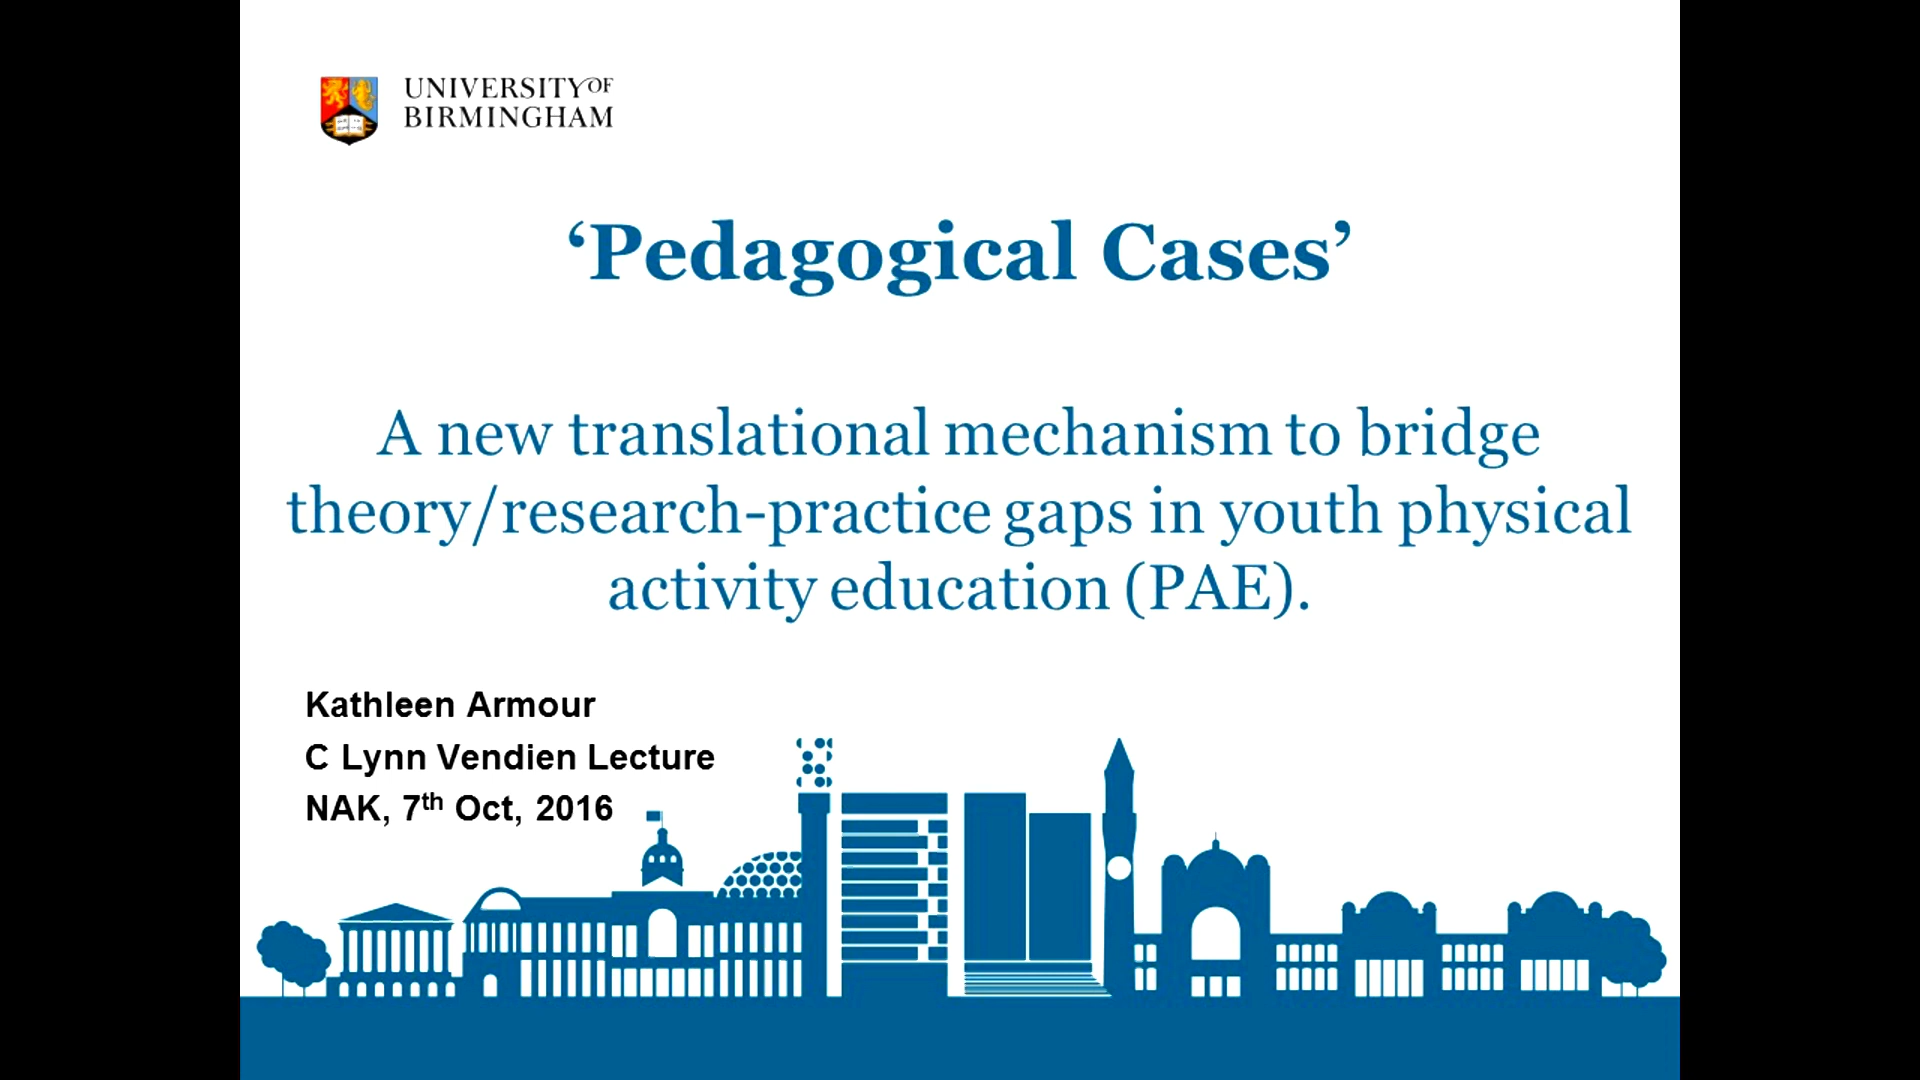 UNIVERSITY OF
BIRMINGHAM
‘Pedagogical Cases’
A new translational mechanism to bridge
theory/research-practice gaps in youth physical
activity education (PAE).
Kathleen Armour
C Lynn Vendien Lecture
NAK, 7th Oct, 2016